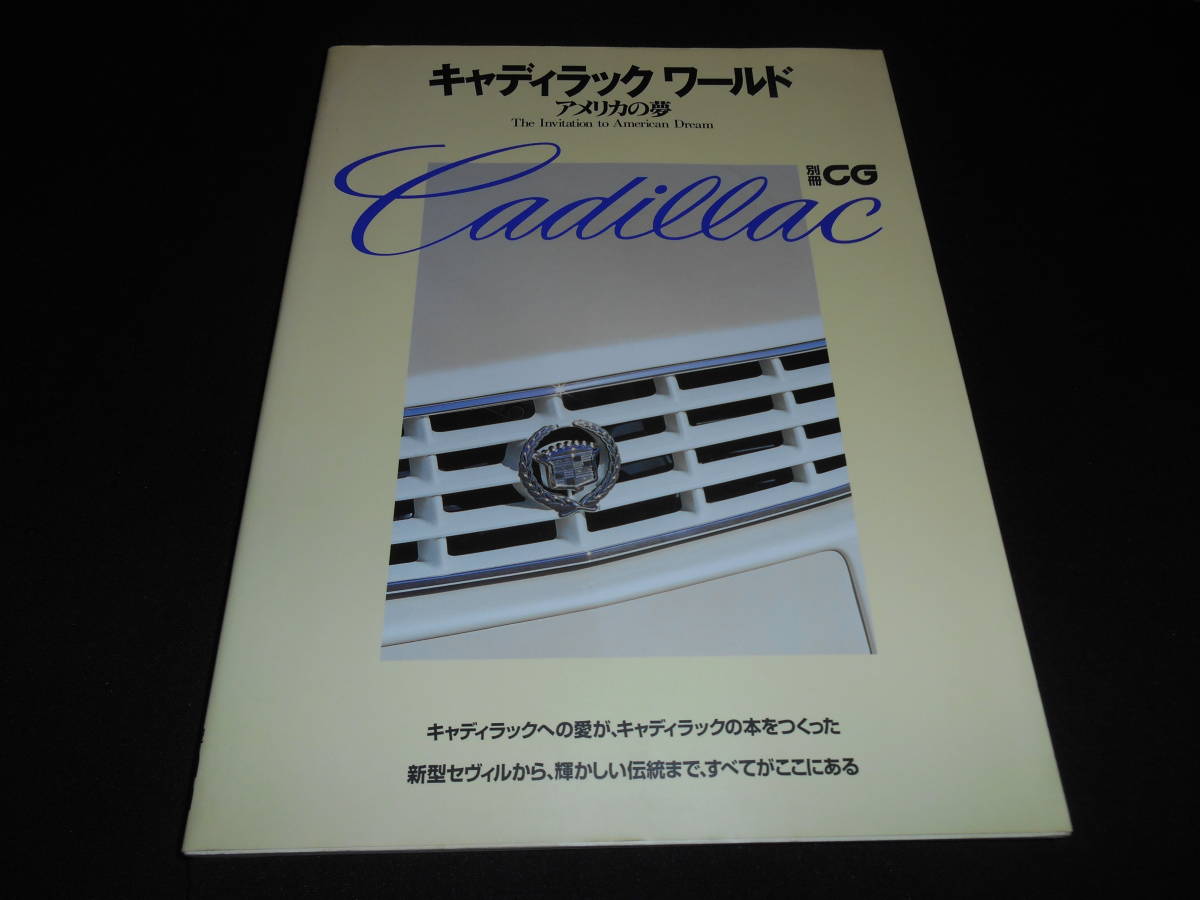 キャディラック ワールド
アメリカの夢
The Invitation to American Dream
Cadillac
別冊 CG
キャディラックへの愛が、キャディラックの本をつくった
新型セヴィルから、輝かしい伝統まで、すべてがここにある